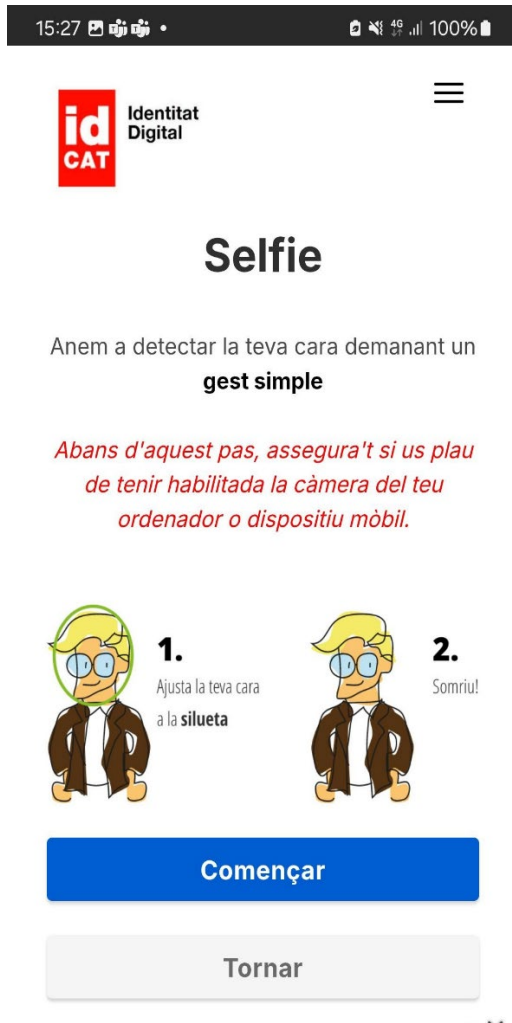 15:27
4G
100%
id
CAT
Identitat
Digital
Selfie
Anem a detectar la teva cara demanant un
gest simple
Abans d'aquest pas, assegura't si us plau
de tenir habilitada la càmera del teu
ordenador o dispositiu mòbil.
1.
Ajusta la teva cara
a la silueta
2.
Somriu!
Començar
Tornar